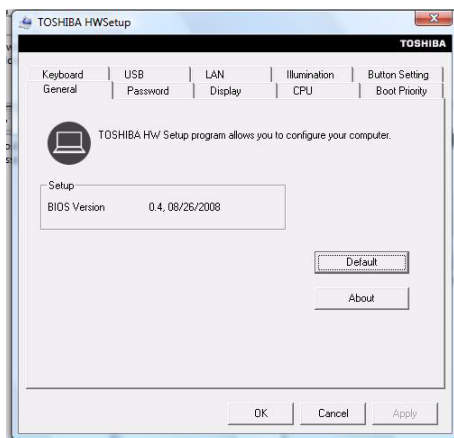 TOSHIBA HWSetup
TOSHIBA
Keyboard USB LAN Illumination Button Setting
General Password Display CPU Boot Priority
TOSHIBA HW Setup program allows you to configure your computer.
Setup
BIOS Version 0.4, 08/26/2008
Default
About
OK Cancel Apply